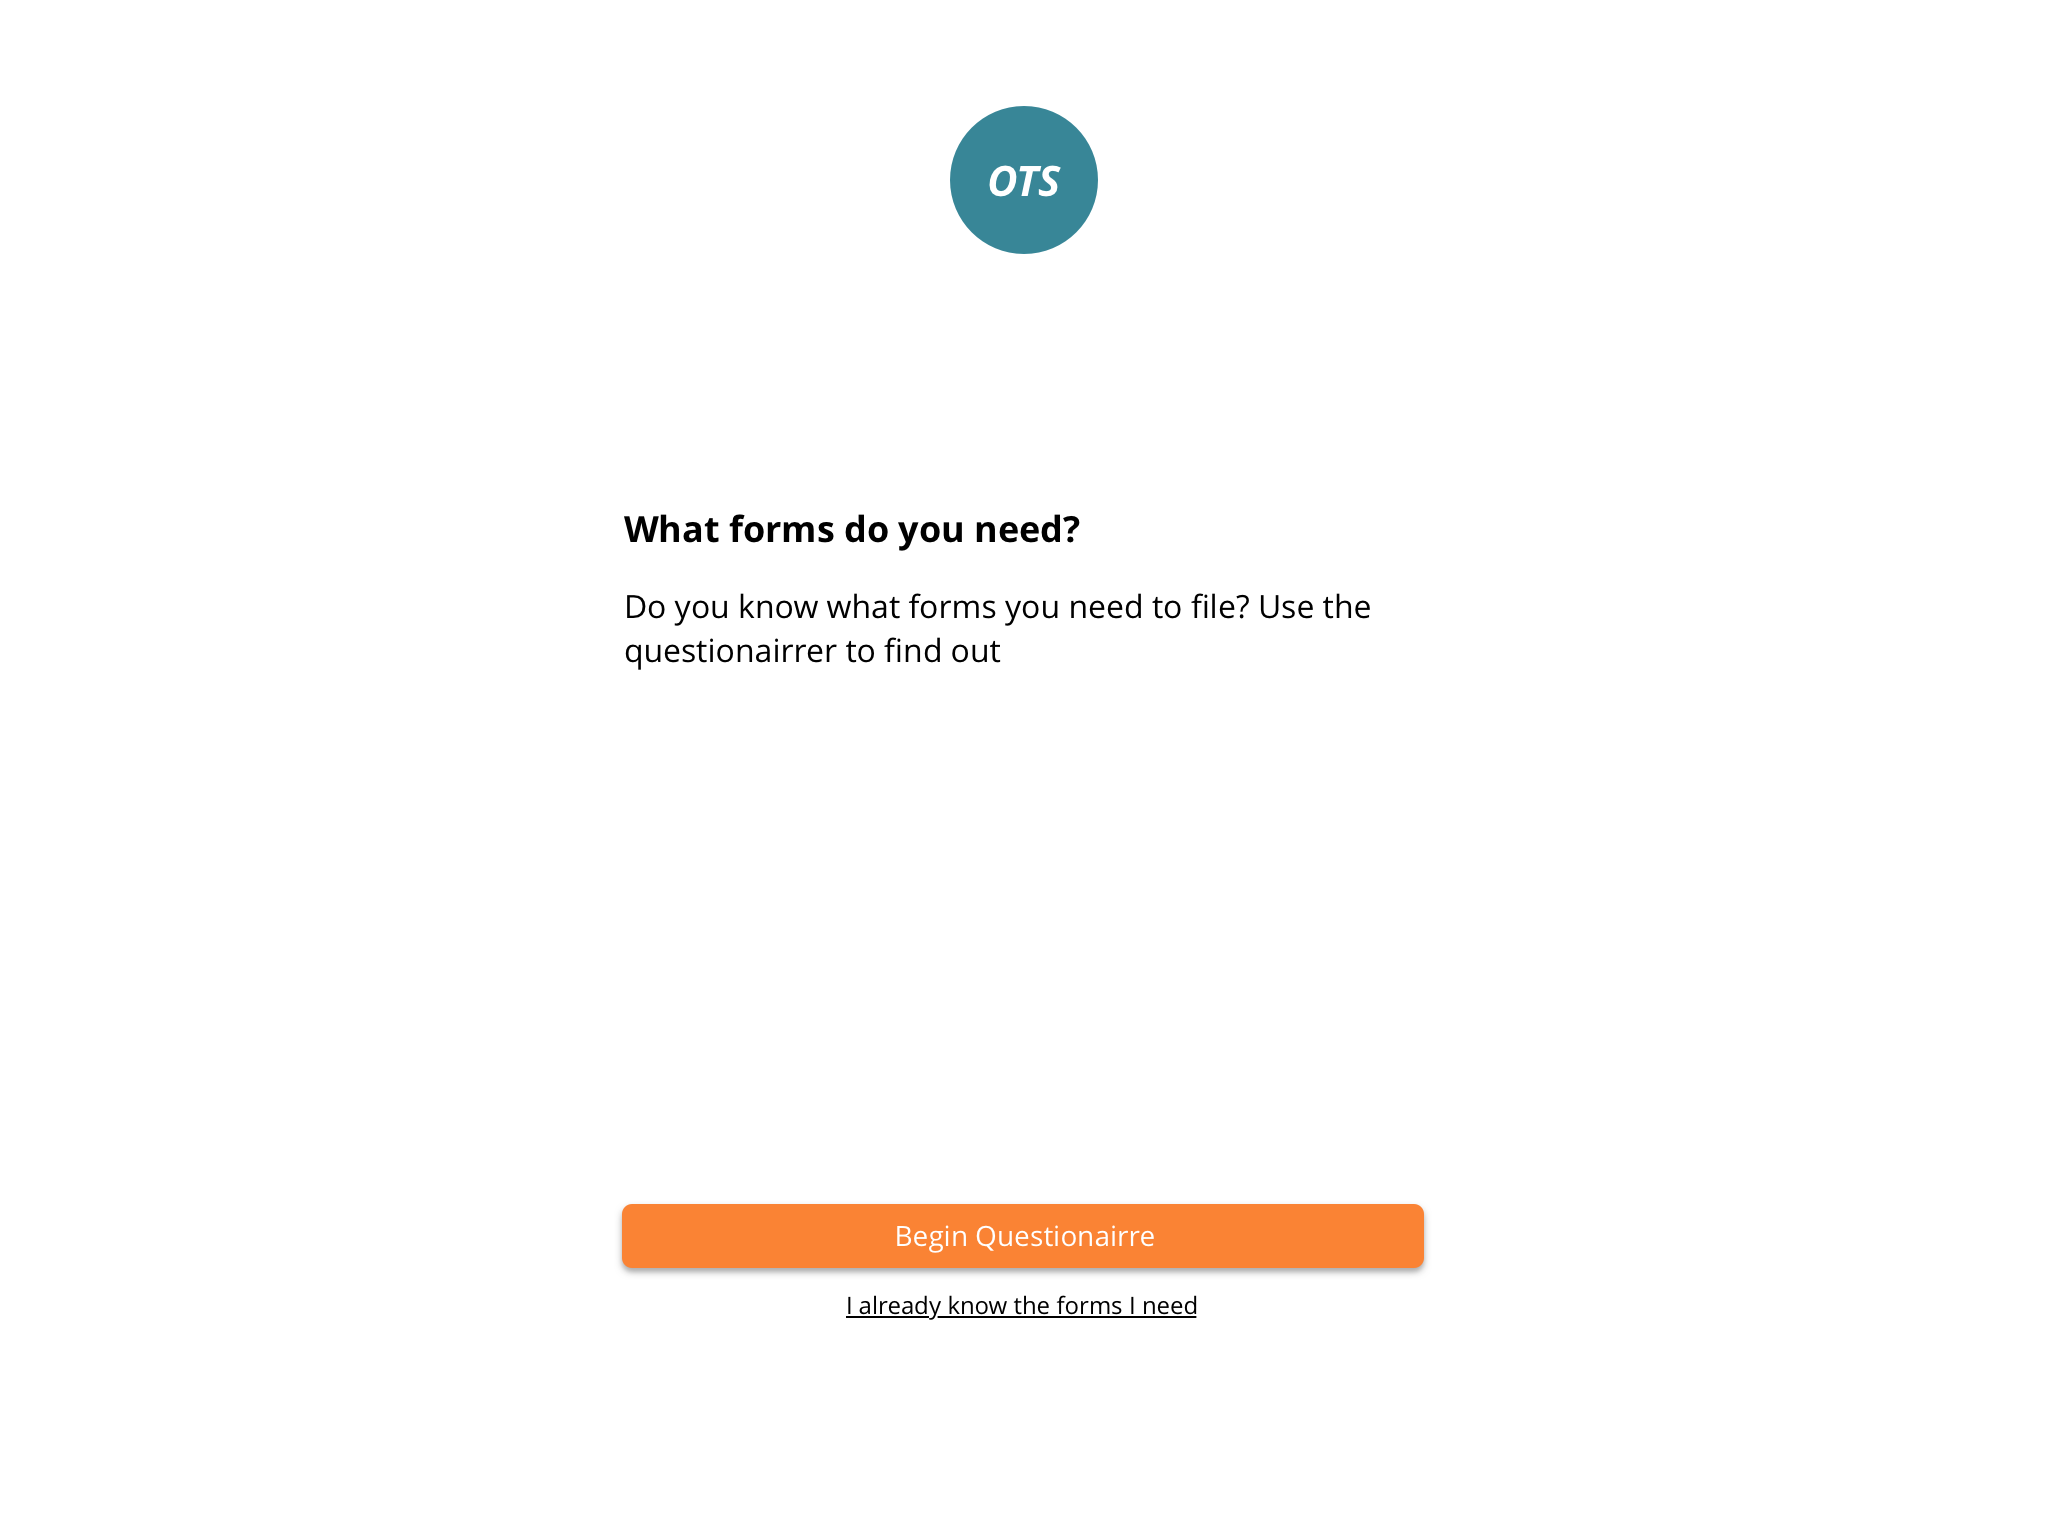 OTS
What forms do you need?
Do you know what forms you need to file? Use the
questionairrer to find out
Begin Questionairre
I already know the forms I need